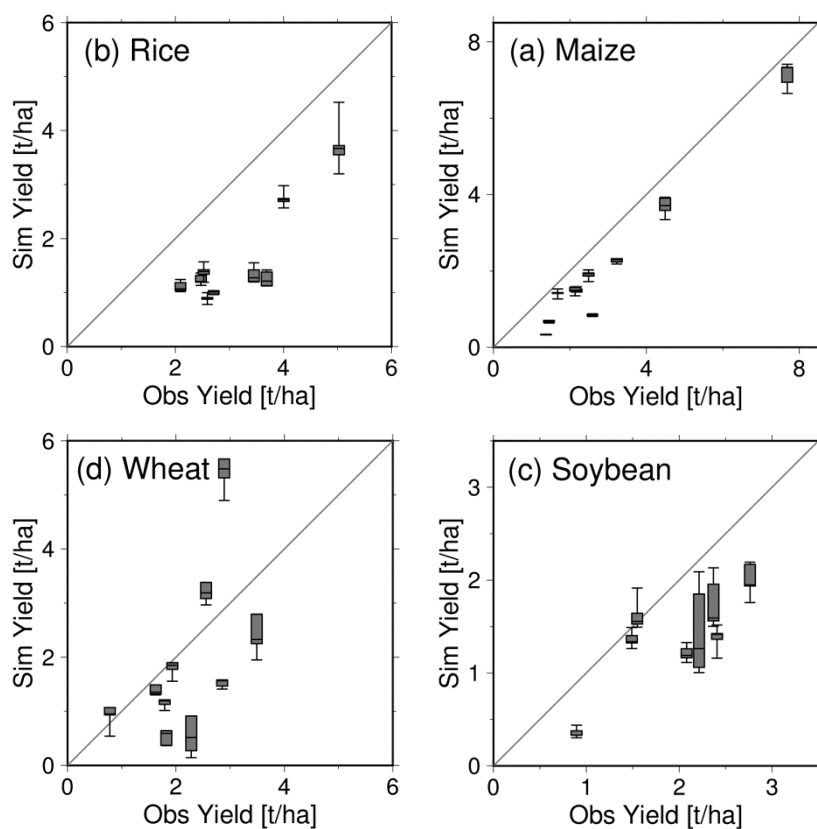 (b) Rice
Sim Yield [t/ha]
6
4
2
0
0 2 4 6
Obs Yield [t/ha]
(a) Maize
Sim Yield [t/ha]
8
4
0
0 4 8
Obs Yield [t/ha]
(d) Wheat
Sim Yield [t/ha]
6
4
2
0
0 2 4 6
Obs Yield [t/ha]
(c) Soybean
Sim Yield [t/ha]
3
2
1
0
0 1 2 3
Obs Yield [t/ha]